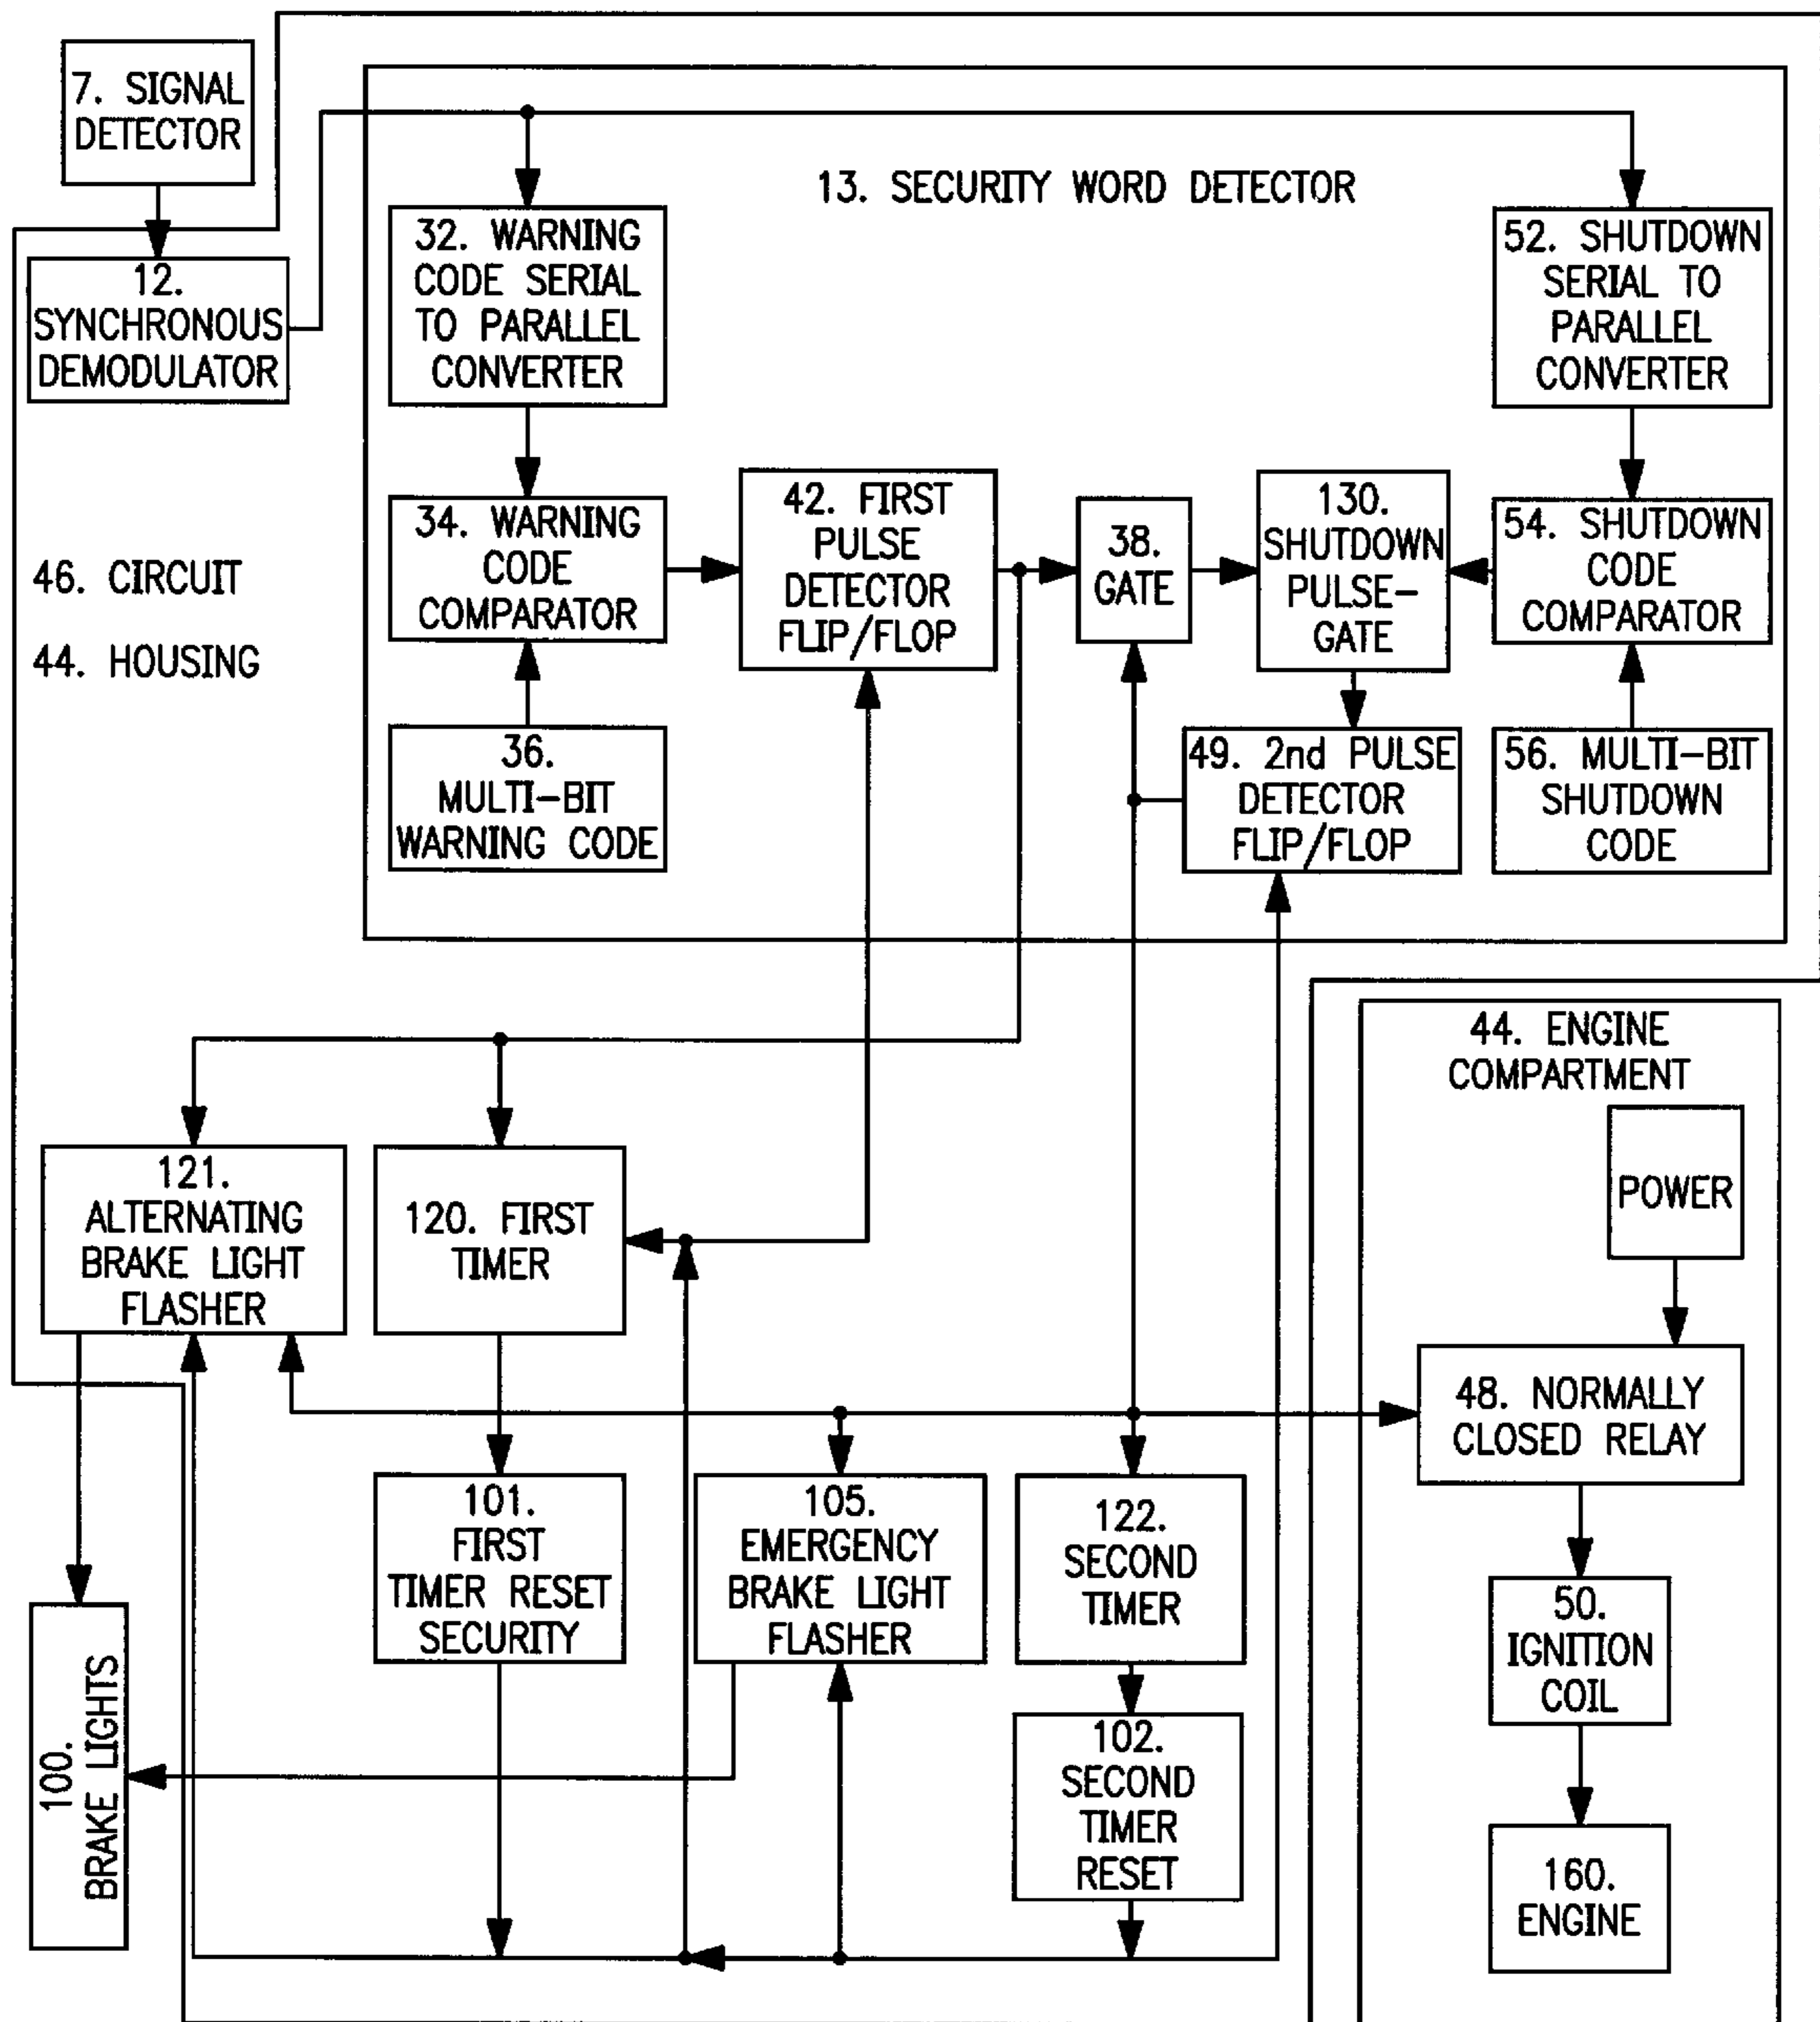 7. SIGNAL
DETECTOR
13. SECURITY WORD DETECTOR
12.
SYNCHRONOUS
DEMODULATOR
32. WARNING
CODE SERIAL
TO PARALLEL
CONVERTER
52. SHUTDOWN
SERIAL TO
PARALLEL
CONVERTER
46. CIRCUIT
44. HOUSING
34. WARNING
CODE
COMPARATOR
42. FIRST
PULSE
DETECTOR
FLIP/FLOP
38.
GATE
130.
SHUTDOWN
PULSE-
GATE
54. SHUTDOWN
CODE
COMPARATOR
36.
MULTI-BIT
WARNING CODE
49. 2nd PULSE
DETECTOR
FLIP/FLOP
56. MULTI-BIT
SHUTDOWN
CODE
44. ENGINE
COMPARTMENT
121.
ALTERNATING
BRAKE LIGHT
FLASHER
120. FIRST
TIMER
POWER
48. NORMALLY
CLOSED RELAY
101.
FIRST
TIMER RESET
SECURITY
105.
EMERGENCY
BRAKE LIGHT
FLASHER
122.
SECOND
TIMER
50.
IGNITION
COIL
100.
BRAKE LIGHTS
102.
SECOND
TIMER
RESET
160.
ENGINE